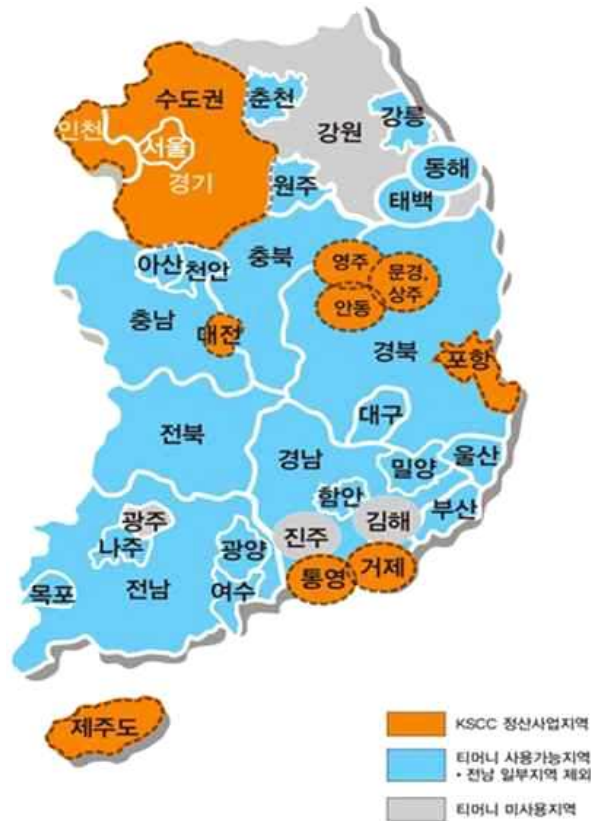 수도권
춘천
강릉
인천
서울
강원
경기
원주
동해
태백
아산
천안
충북
영주
문경,
상주
안동
충남
대전
경북
포항
전북
대구
경남
밀양
울산
함안
부산
광주
김해
나주
광양
진주
목포
전남
여수
통영
거제
제주도
KSCC 정산사업지역
티머니 사용가능지역
• 전남 일부지역 제외
티머니 미사용지역